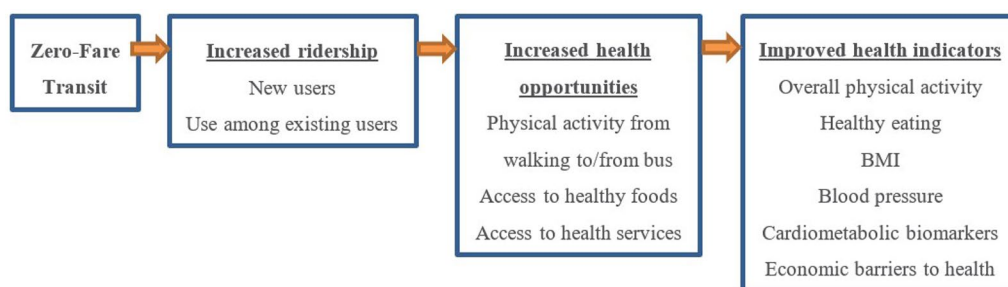 Zero-Fare
Transit
Increased ridership
New users
Use among existing users
Increased health
opportunities
Physical activity from
walking to/from bus
Access to healthy foods
Access to health services
Improved health indicators
Overall physical activity
Healthy eating
BMI
Blood pressure
Cardiometabolic biomarkers
Economic barriers to health